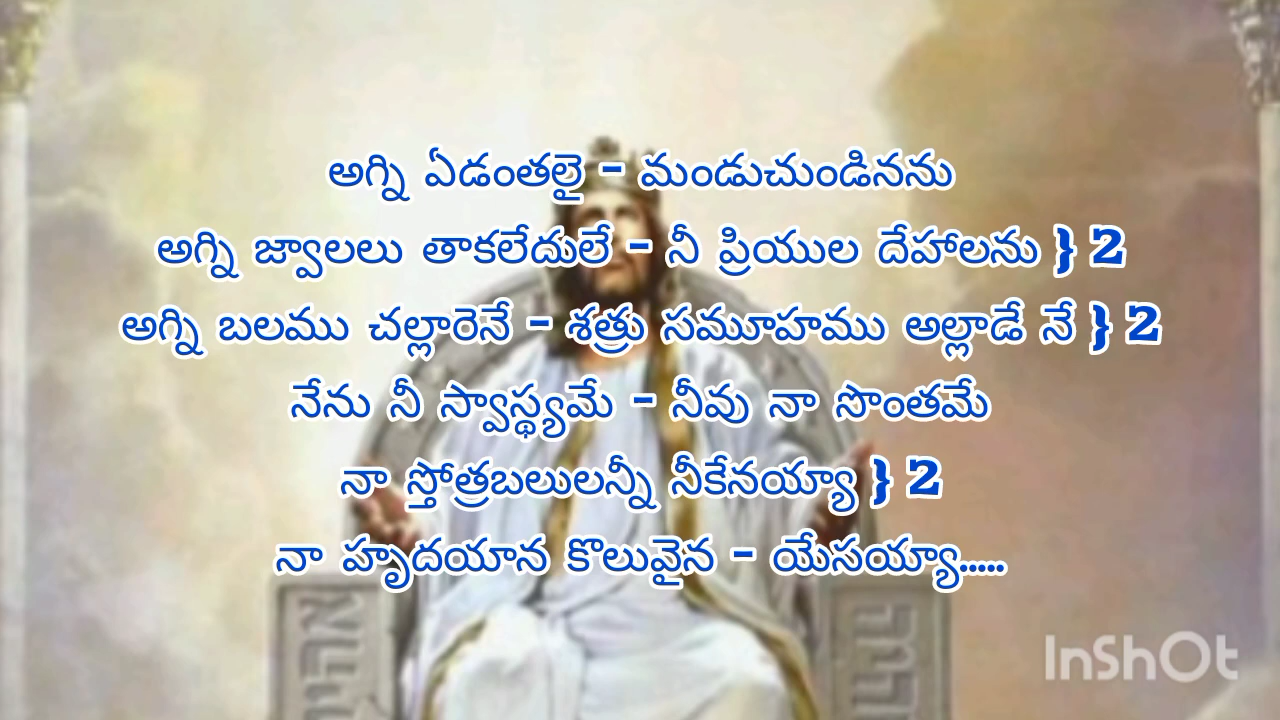 అగ్ని ఏడంతలై - మండుచుండినను
అగ్ని జ్వాలలు తాకలేదులే - నీ ప్రియుల దేహాలను } 2
అగ్ని బలము చల్లారెనే - శత్రు సమూహము అల్లాడే నే } 2
నేను నీ స్వాస్థ్యమే - నీవు నా సొంతమే
నా స్తోత్రబలులన్నీ నీకేనయ్యా } 2
నా హృదయాన కొలువైన - యేసయ్యా.....
InShOt